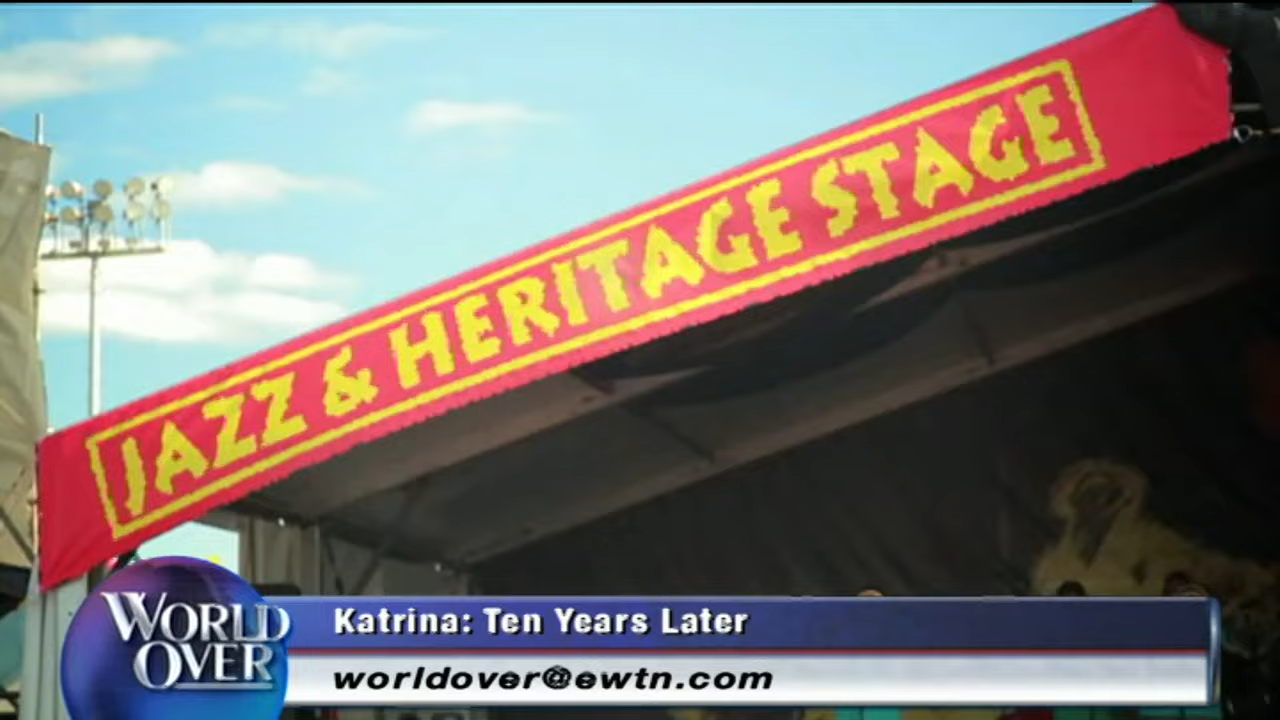 JAZZ & HERITAGE STAGE
WORLD
OVER
Katrina: Ten Years Later
worldover@ewtn.com